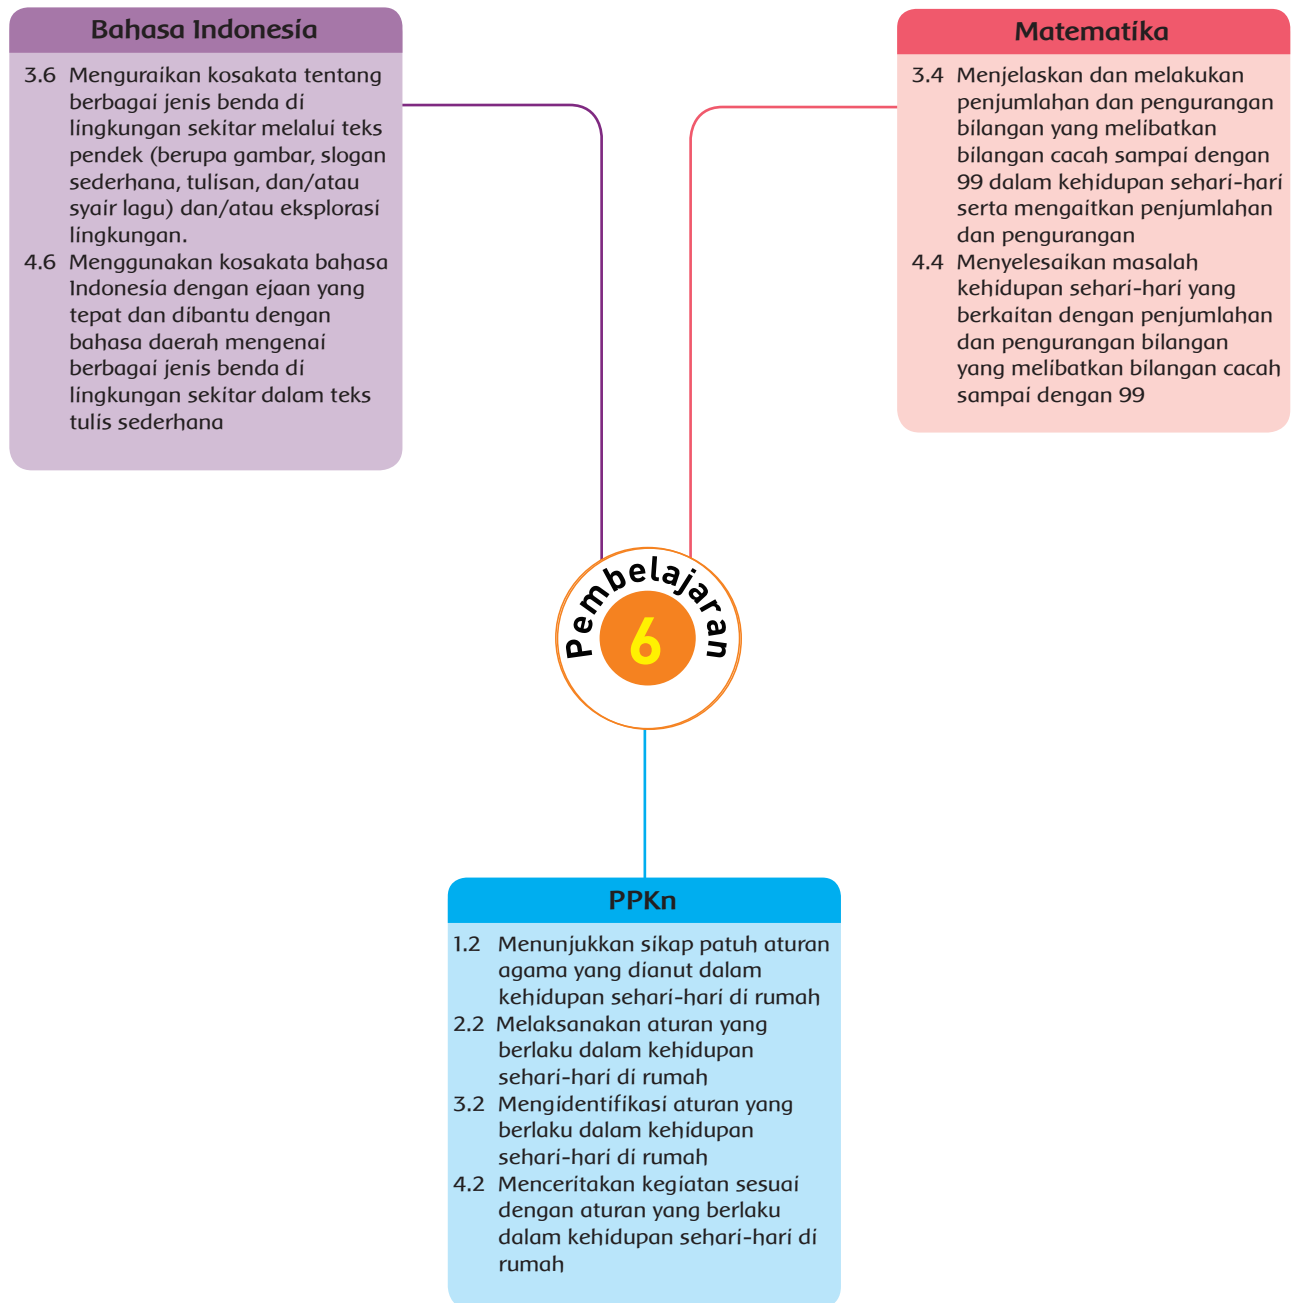 Bahasa Indonesia
3.6 Menguraikan kosakata tentang
berbagai jenis benda di
lingkungan sekitar melalui teks
pendek (berupa gambar, slogan
sederhana, tulisan, dan/atau
syair lagu) dan/atau eksplorasi
lingkungan.
4.6 Menggunakan kosakata bahasa
Indonesia dengan ejaan yang
tepat dan dibantu dengan
bahasa daerah mengenai
berbagai jenis benda di
lingkungan sekitar dalam teks
tulis sederhana
Matematika
3.4 Menjelaskan dan melakukan
penjumlahan dan pengurangan
bilangan yang melibatkan
bilangan cacah sampai dengan
99 dalam kehidupan sehari-hari
serta mengaitkan penjumlahan
dan pengurangan
4.4 Menyelesaikan masalah
kehidupan sehari-hari yang
berkaitan dengan penjumlahan
dan pengurangan bilangan
yang melibatkan bilangan cacah
sampai dengan 99
Pembelajaran
6
PPKn
1.2 Menunjukkan sikap patuh aturan
agama yang dianut dalam
kehidupan sehari-hari di rumah
2.2 Melaksanakan aturan yang
berlaku dalam kehidupan
sehari-hari di rumah
3.2 Mengidentifikasi aturan yang
berlaku dalam kehidupan
sehari-hari di rumah
4.2 Menceritakan kegiatan sesuai
dengan aturan yang berlaku
dalam kehidupan sehari-hari di
rumah